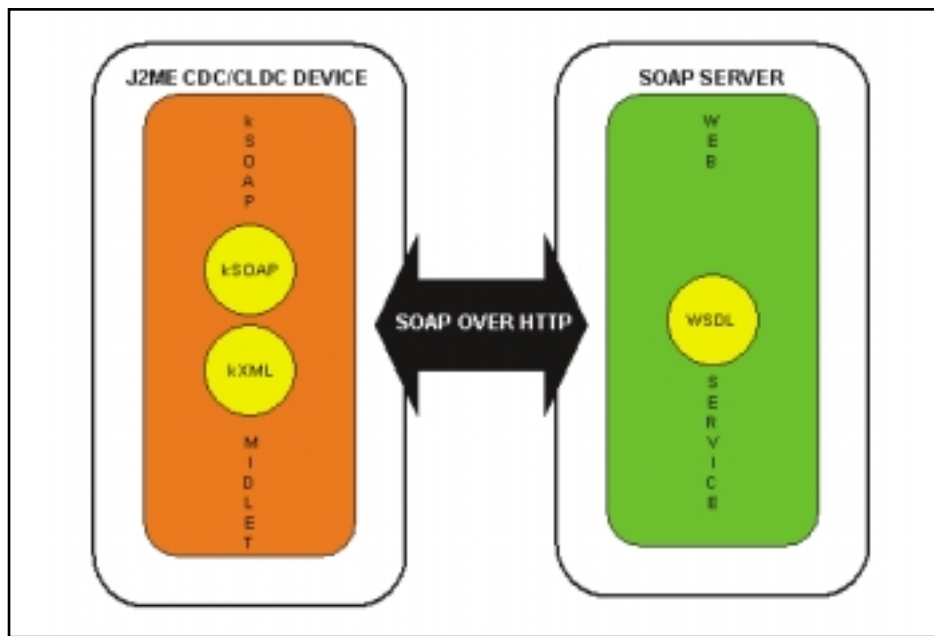 J2ME CDC/CLDC DEVICE
kSOAP
kSOAP
kXML
MIDLET
SOAP OVER HTTP
SOAP SERVER
WEB
WSDL
SERVICE